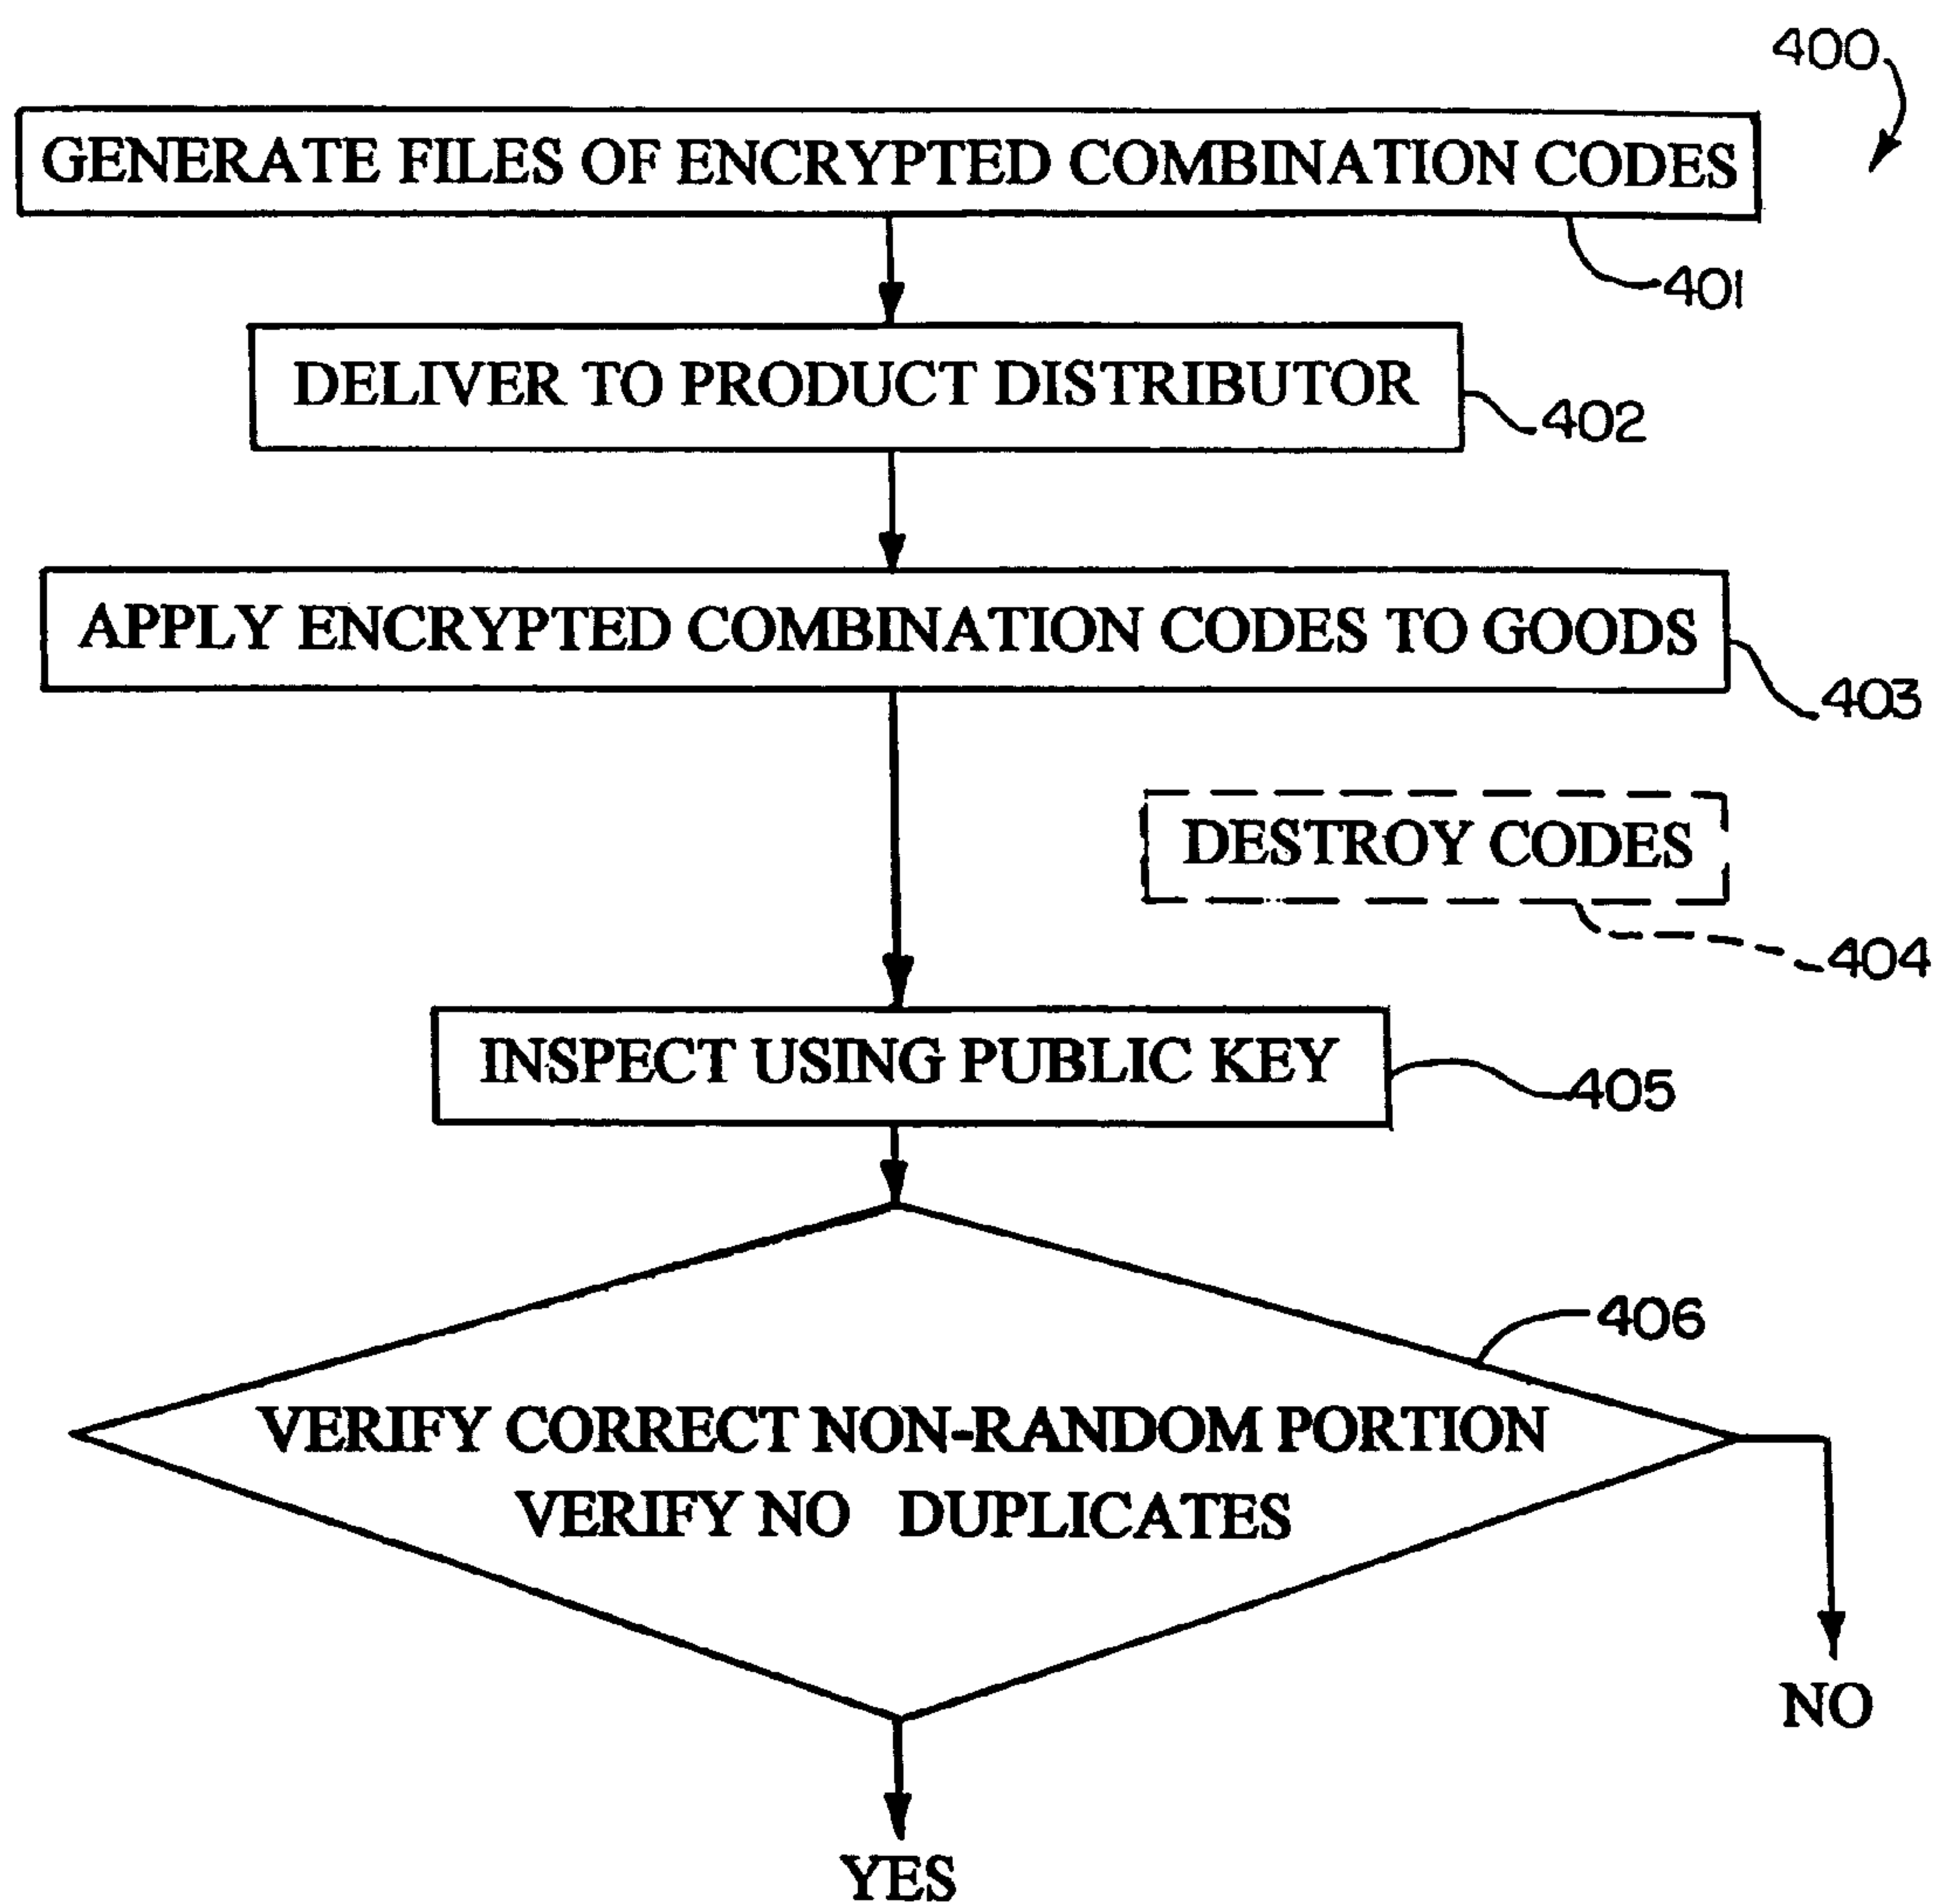 400
GENERATE FILES OF ENCRYPTED COMBINATION CODES
401
DELIVER TO PRODUCT DISTRIBUTOR
402
APPLY ENCRYPTED COMBINATION CODES TO GOODS
403
DESTROY CODES
404
INSPECT USING PUBLIC KEY
405
406
VERIFY CORRECT NON-RANDOM PORTION
VERIFY NO DUPLICATES
NO
YES